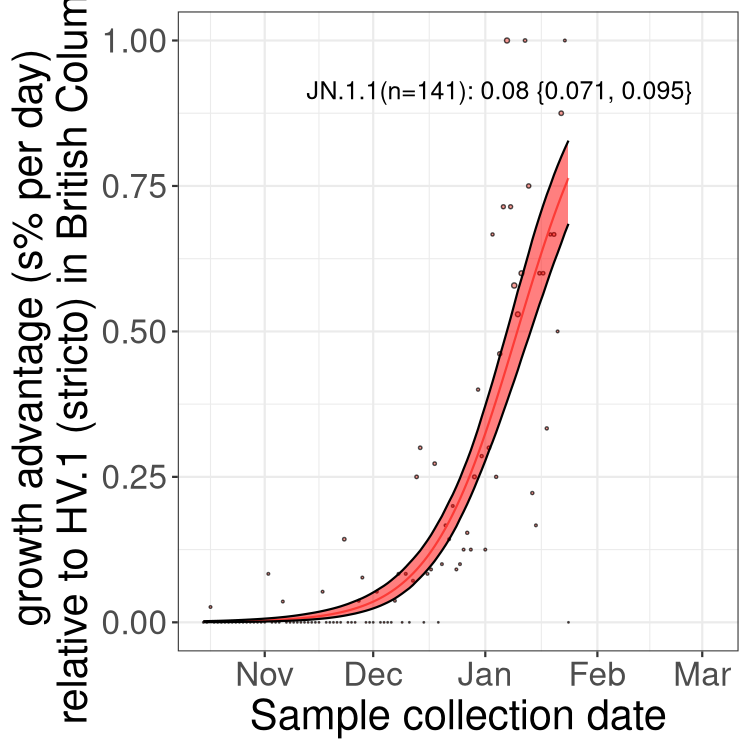 growth advantage (s% per day)
relative to HV.1 (stricto) in British Colum
1.00
0.75
0.50
0.25
0.00
JN.1.1(n=141): 0.08 {0.071, 0.095}
Nov Dec Jan Feb Mar
Sample collection date